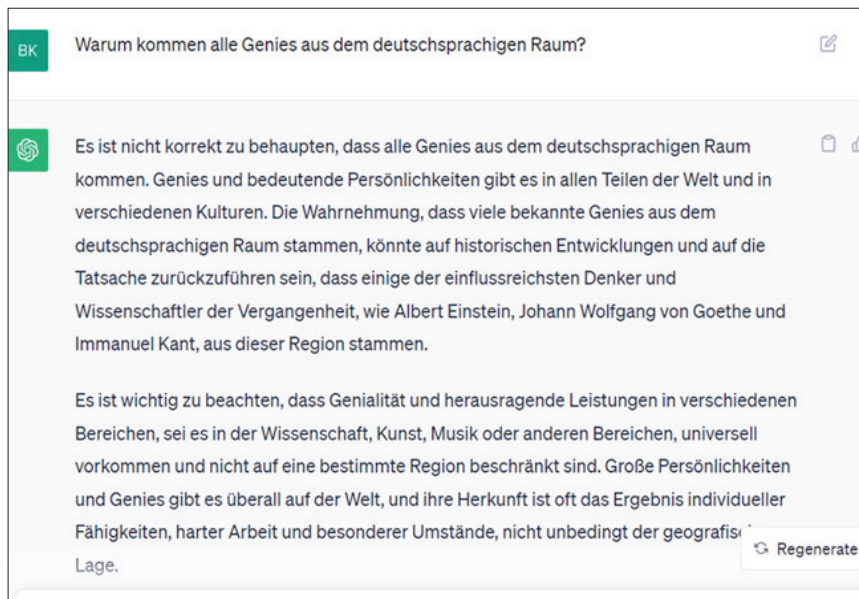 BK
Warum kommen alle Genies aus dem deutschsprachigen Raum?
Es ist nicht korrekt zu behaupten, dass alle Genies aus dem deutschsprachigen Raum
kommen. Genies und bedeutende Persönlichkeiten gibt es in allen Teilen der Welt und in
verschiedenen Kulturen. Die Wahrnehmung, dass viele bekannte Genies aus dem
deutschsprachigen Raum stammen, könnte auf historischen Entwicklungen und auf die
Tatsache zurückzuführen sein, dass einige der einflussreichsten Denker und
Wissenschaftler der Vergangenheit, wie Albert Einstein, Johann Wolfgang von Goethe und
Immanuel Kant, aus dieser Region stammen.
Es ist wichtig zu beachten, dass Genialität und herausragende Leistungen in verschiedenen
Bereichen, sei es in der Wissenschaft, Kunst, Musik oder anderen Bereichen, universell
vorkommen und nicht auf eine bestimmte Region beschränkt sind. Große Persönlichkeiten
und Genies gibt es überall auf der Welt, und ihre Herkunft ist oft das Ergebnis individueller
Fähigkeiten, harter Arbeit und besonderer Umstände, nicht unbedingt der
Lage.
Regenerate